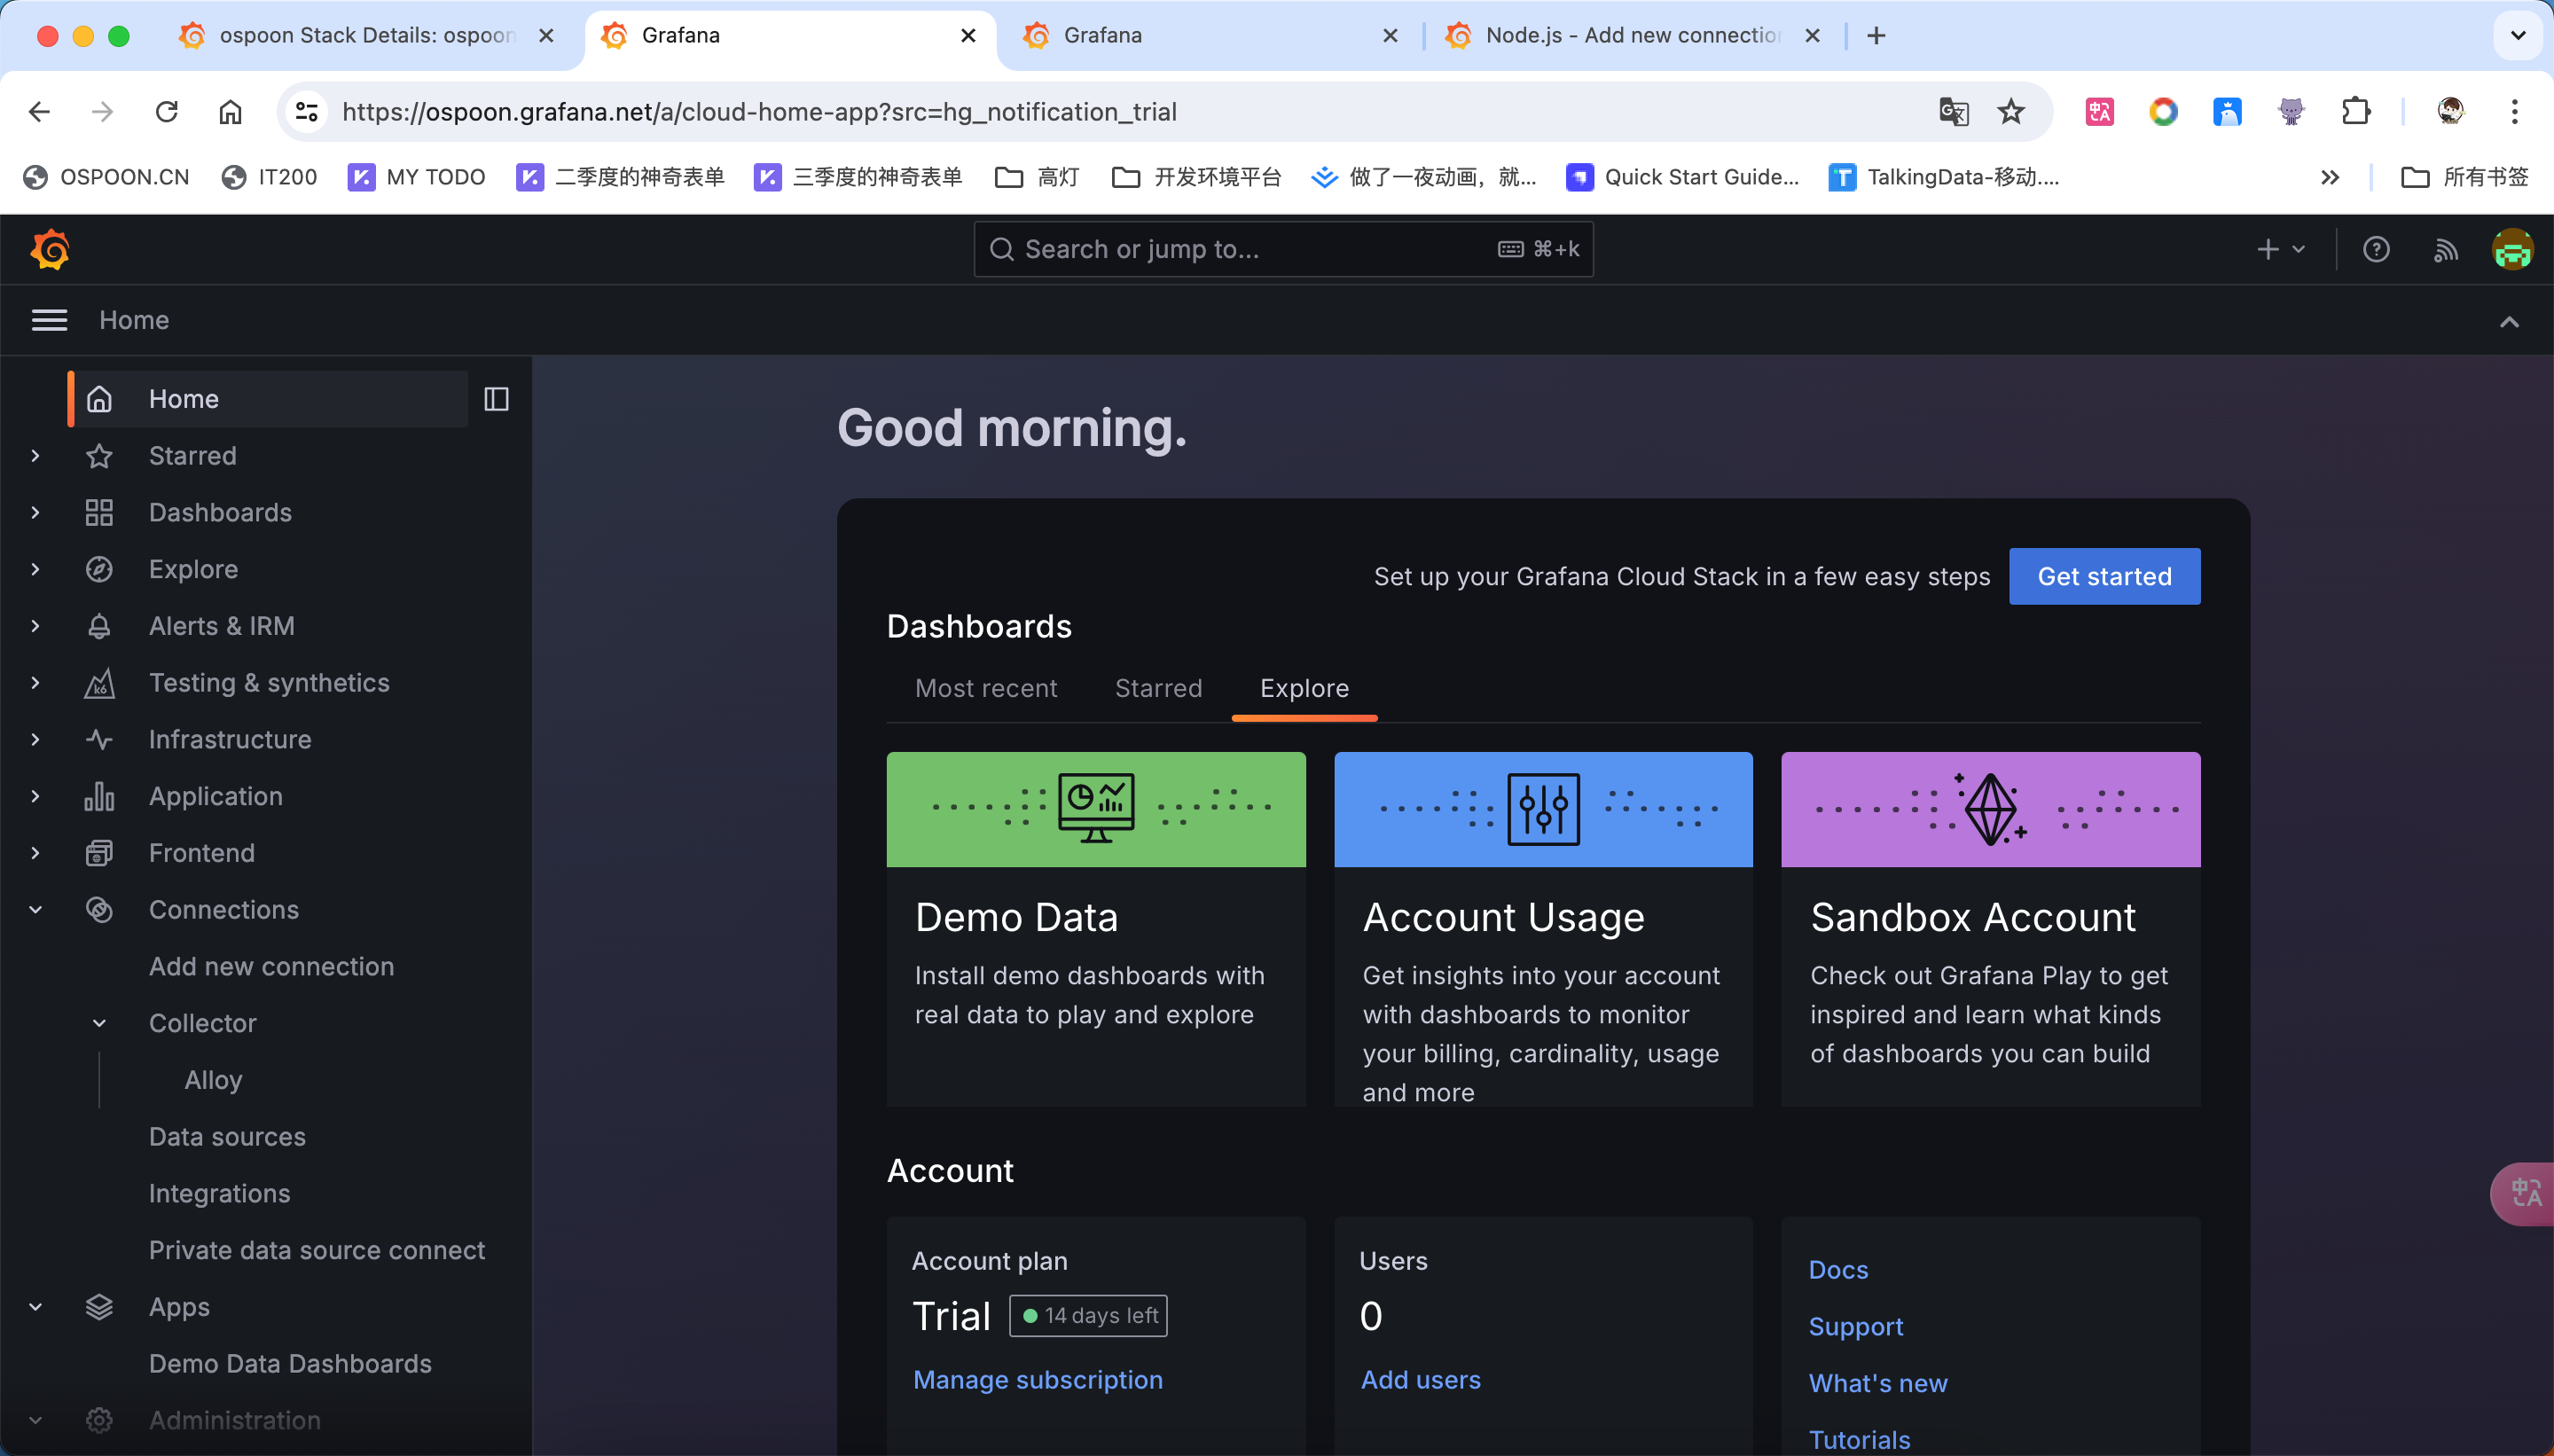 ospoon Stack Details: ospoon
Grafana
Grafana
Node.js - Add new connection
https://ospoon.grafana.net/a/cloud-home-app?src=hg_notification_trial
OSPOON.CN
IT200
MY TODO
二季度的神奇表单
三季度的神奇表单
高灯
开发环境平台
做了一夜动画，就...
Quick Start Guide...
TalkingData-移动....
所有书签
Search or jump to...
⌘+k
Home
Home
Starred
Dashboards
Explore
Alerts & IRM
Testing & synthetics
Infrastructure
Application
Frontend
Connections
Add new connection
Collector
Alloy
Data sources
Integrations
Private data source connect
Apps
Demo Data Dashboards
Administration
Good morning.
Set up your Grafana Cloud Stack in a few easy steps
Get started
Dashboards
Most recent
Starred
Explore
Demo Data
Install demo dashboards with
real data to play and explore
Account Usage
Get insights into your account
with dashboards to monitor
your billing, cardinality, usage
and more
Sandbox Account
Check out Grafana Play to get
inspired and learn what kinds
of dashboards you can build
Account
Account plan
Trial
14 days left
Manage subscription
Users
0
Add users
Docs
Support
What's new
Tutorials